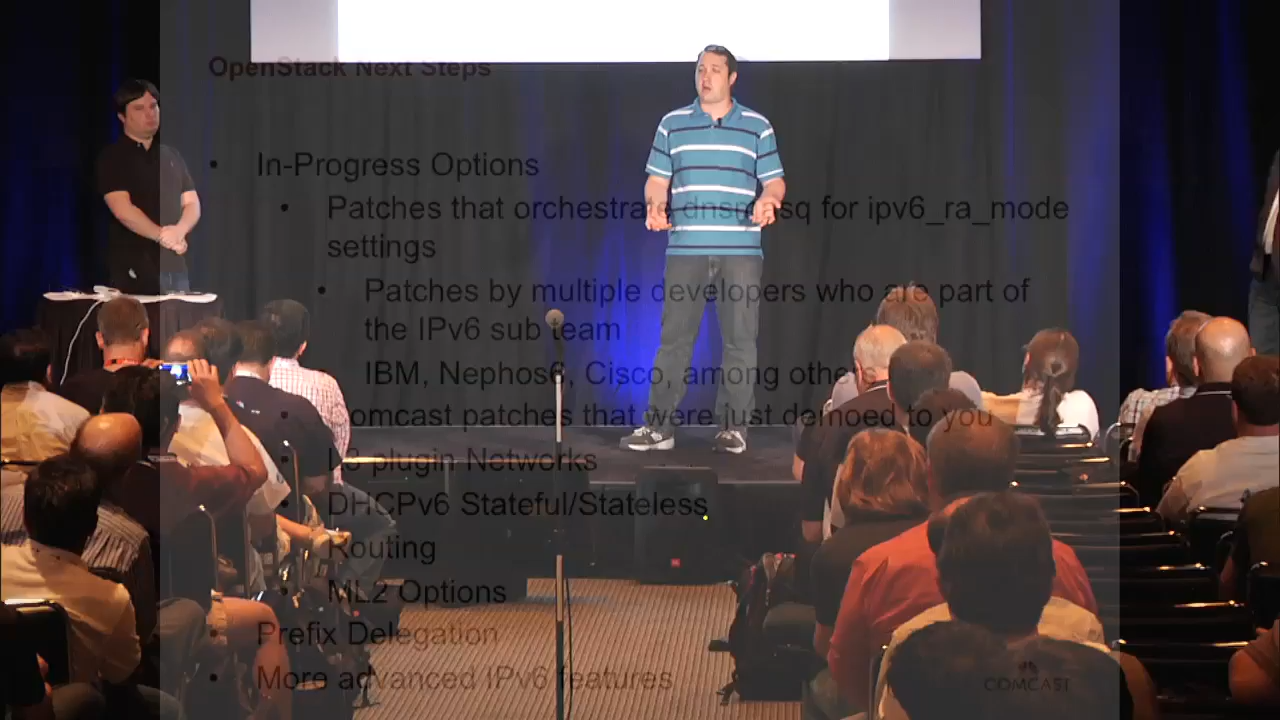 OpenStack Next Steps
• In-Progress Options
• Patches that orchestrate dnsmasq for ipv6_ra_mode
settings
• Patches by multiple developers who are part of
the IPv6 sub team
IBM, Nephos6, Cisco, among
• Comcast patches that were just demoed to you
• L3 plugin Networks
• DHCPv6 Stateful/Stateless
• Routing
• ML2 Options
Prefix Delegation
• More advanced IPv6 features
COMCAST